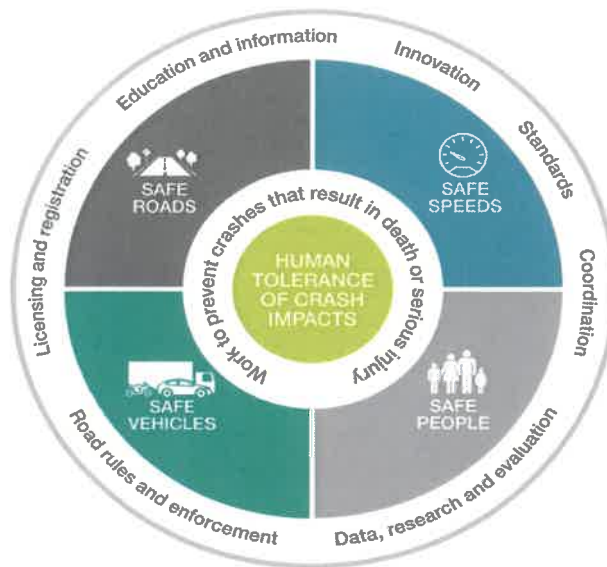 Education and information
Innovation
Standards
Coordination
Data, research and evaluation
Road rules and enforcement
Licensing and registration
SAFE
ROADS
SAFE
SPEEDS
SAFE
VEHICLES
SAFE
PEOPLE
Work to prevent crashes that result in death or serious injury
HUMAN
TOLERANCE
OF CRASH
IMPACTS